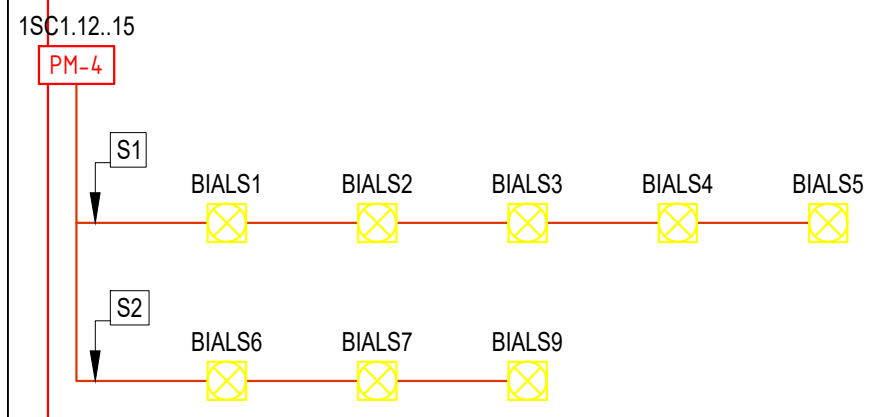 1SC1.12..15
PM-4
S1
BIALS1 BIALS2 BIALS3 BIALS4 BIALS5
S2
BIALS6 BIALS7 BIALS9